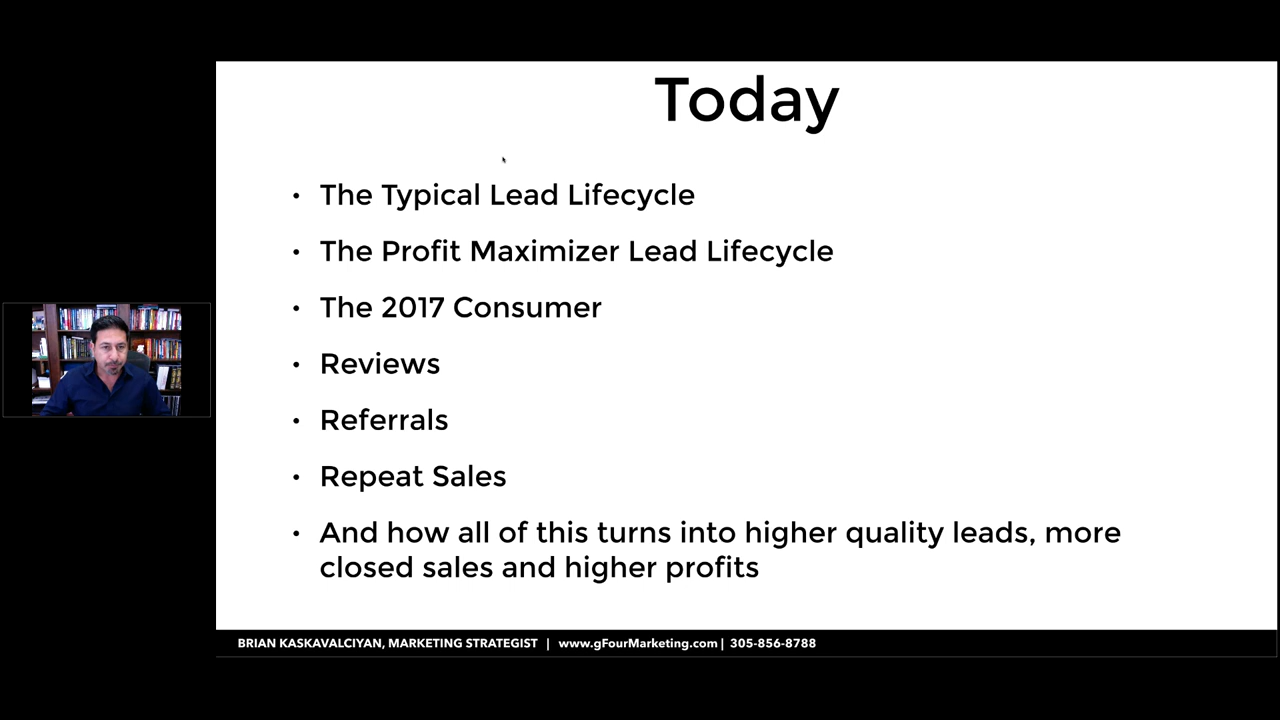 Today
• The Typical Lead Lifecycle
• The Profit Maximizer Lead Lifecycle
• The 2017 Consumer
• Reviews
• Referrals
• Repeat Sales
• And how all of this turns into higher quality leads, more
closed sales and higher profits
BRIAN KASKAVALCIYAN, MARKETING STRATEGIST | www.gFourMarketing.com | 305-856-8788